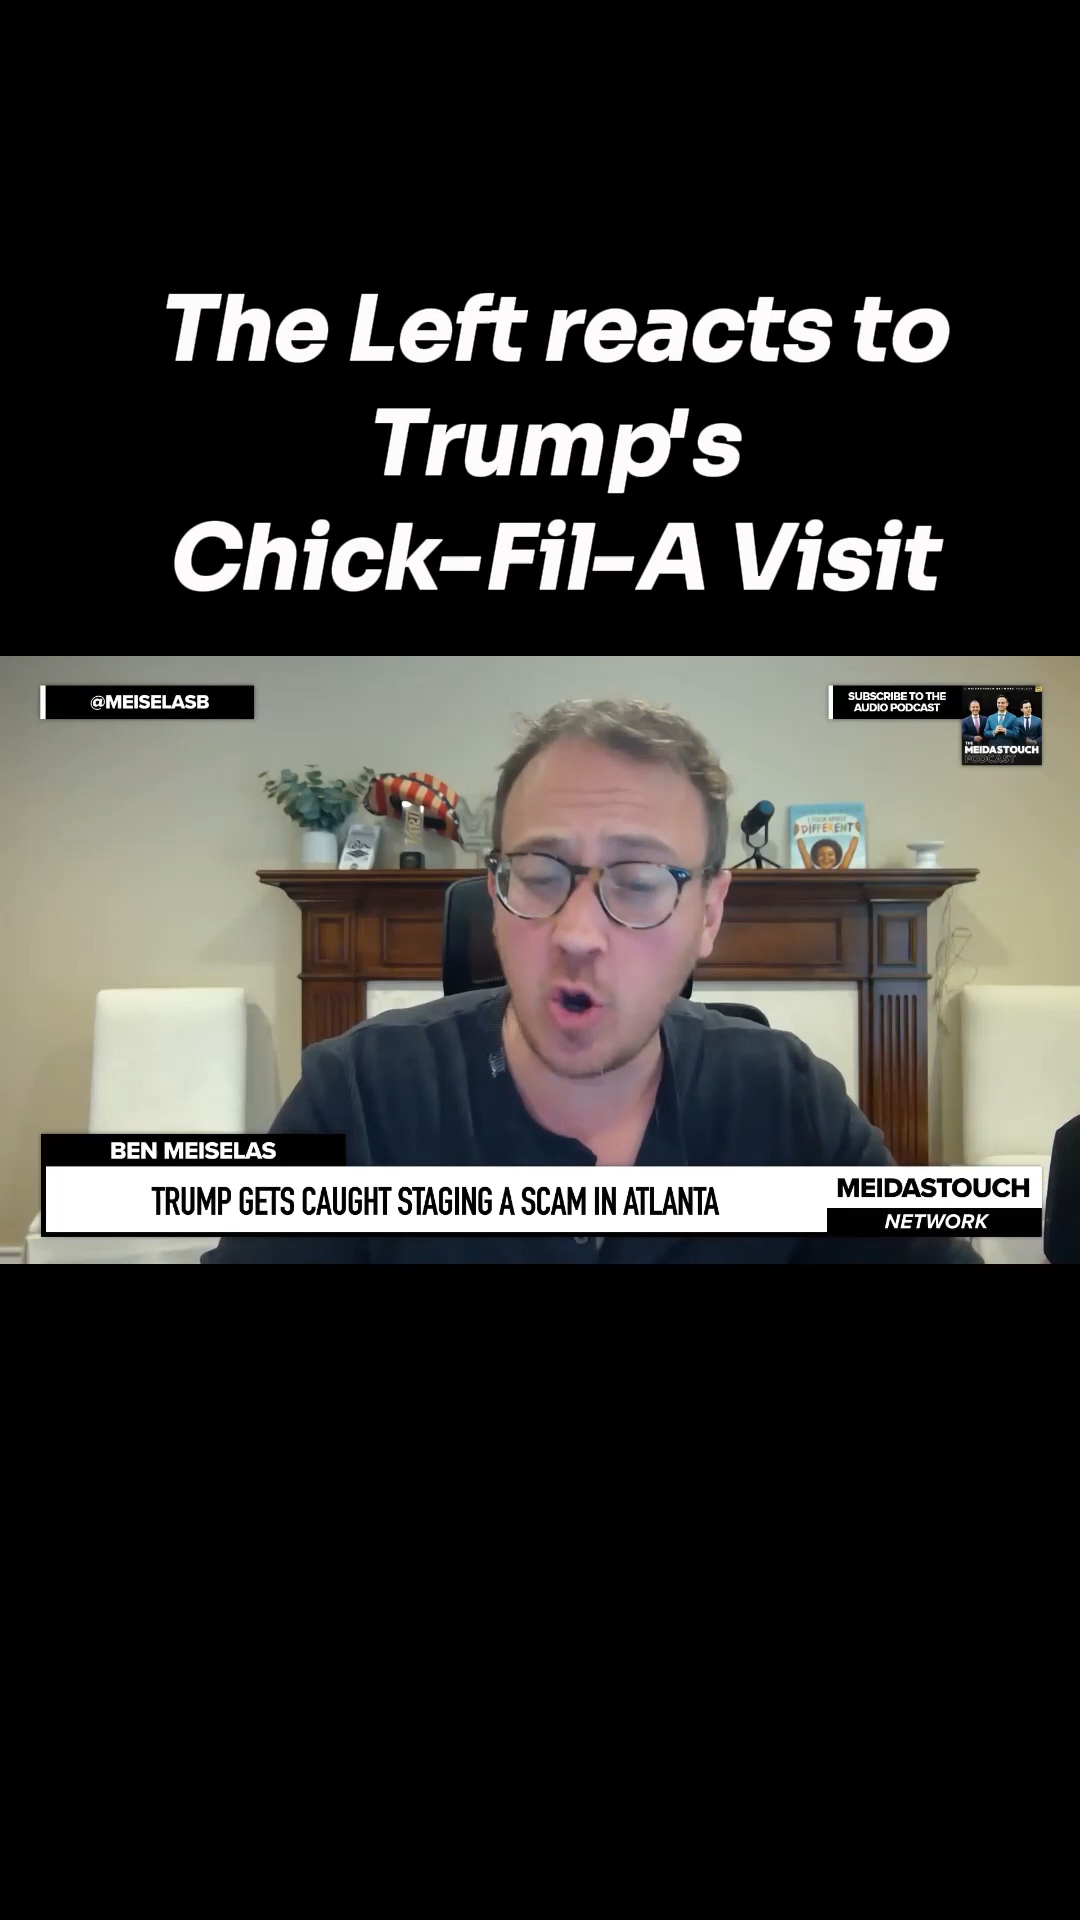 The Left reacts to
Trump's
Chick-Fil-A Visit
@MEISELASB
SUBSCRIBE TO THE
AUDIO PODCAST
THE
MEIDASTOUCH
PODCAST
DIFFERENT
BEN MEISELAS
TRUMP GETS CAUGHT STAGING A SCAM IN ATLANTA
MEIDASTOUCH
NETWORK